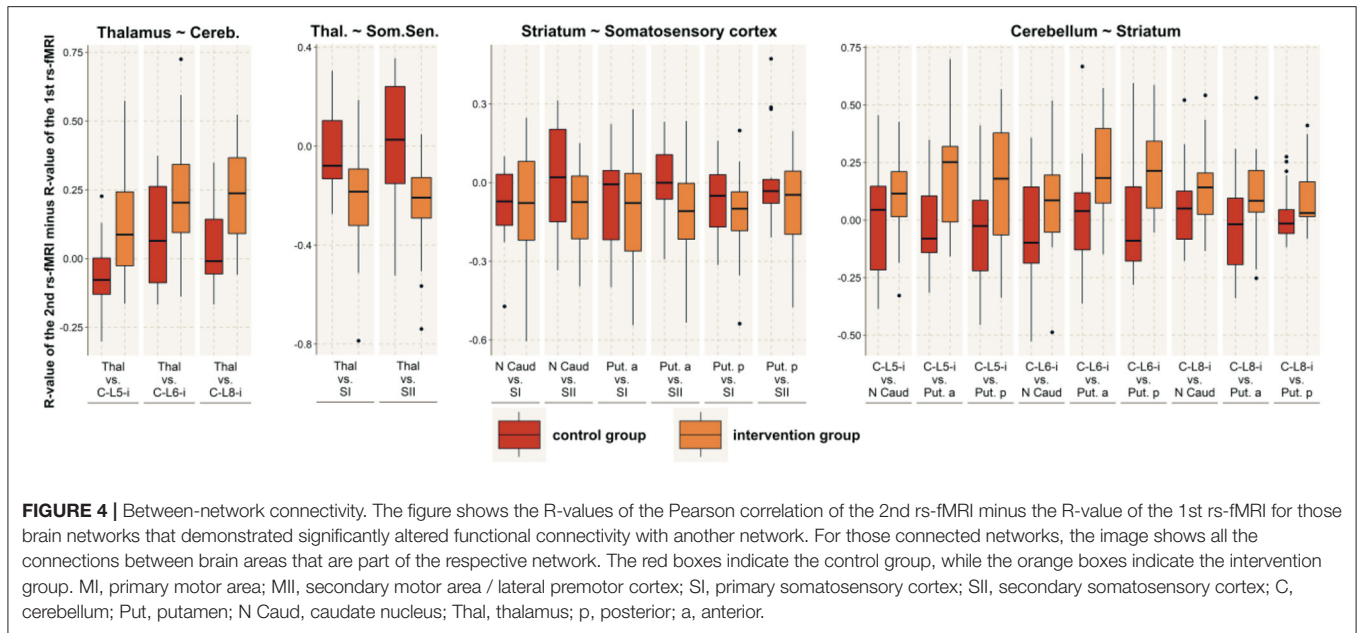 Thalamus ~ Cereb.
Thal. ~ Som.Sen.
Striatum ~ Somatosensory cortex
Cerebellum ~ Striatum
R-value of the 2nd rs-fMRI minus R-value of the 1st rs-fMRI
0.75
0.50
0.25
0.00
-0.25
Thal vs. C-L5-i
Thal vs. C-L6-i
Thal vs. C-L8-i
0.4
0.0
-0.4
-0.8
Thal vs. SI
Thal vs. SII
0.3
0.0
-0.3
-0.6
N Caud vs. SI
N Caud vs. SII
Put. a vs. SI
Put. a vs. SII
Put. p vs. SI
Put. p vs. SII
0.75
0.50
0.25
0.00
-0.25
-0.50
C-L5-i vs. N Caud
C-L5-i vs. Put. a
C-L5-i vs. Put. p
C-L6-i vs. N Caud
C-L6-i vs. Put. a
C-L6-i vs. Put. p
C-L8-i vs. N Caud
C-L8-i vs. Put. a
C-L8-i vs. Put. p
control group
intervention group
FIGURE 4 | Between-network connectivity. The figure shows the R-values of the Pearson correlation of the 2nd rs-fMRI minus the R-value of the 1st rs-fMRI for those
brain networks that demonstrated significantly altered functional connectivity with another network. For those connected networks, the image shows all the
connections between brain areas that are part of the respective network. The red boxes indicate the control group, while the orange boxes indicate the intervention
group. MI, primary motor area; MII, secondary motor area / lateral premotor cortex; SI, primary somatosensory cortex; SII, secondary somatosensory cortex; C,
cerebellum; Put, putamen; N Caud, caudate nucleus; Thal, thalamus; p, posterior; a, anterior.